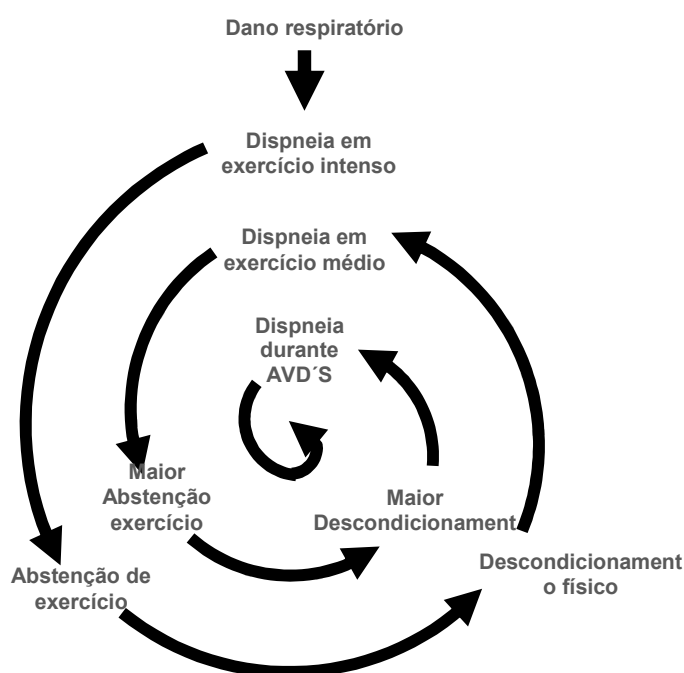 Dano respiratório
Dispneia em
exercício intenso
Dispneia em
exercício médio
Dispneia
durante
AVD´S
Maior
Abstenção
exercício
Maior
Descondicionament
Abstenção de
exercício
Descondicionament
o físico